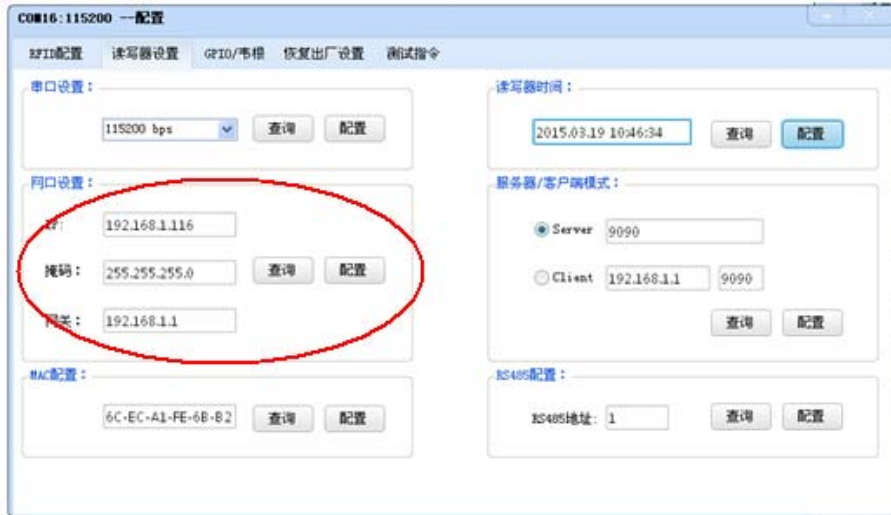 COM16:115200 --配置
RFID配置 读写器设置 GPIO/韦根 恢复出厂设置 测试指令
串口设置：
115200 bps 查询 配置
读写器时间：
2015.03.19 10:46:34 查询 配置
网口设置：
IP:
192.168.1.116
掩码：
255.255.255.0 查询 配置
网关：
192.168.1.1
服务器/客户端模式：
Server 9090
Client 192.168.1.1 9090
查询 配置
MAC配置：
6C-EC-A1-FE-6B-B2 查询 配置
RS485配置：
RS485地址: 1 查询 配置